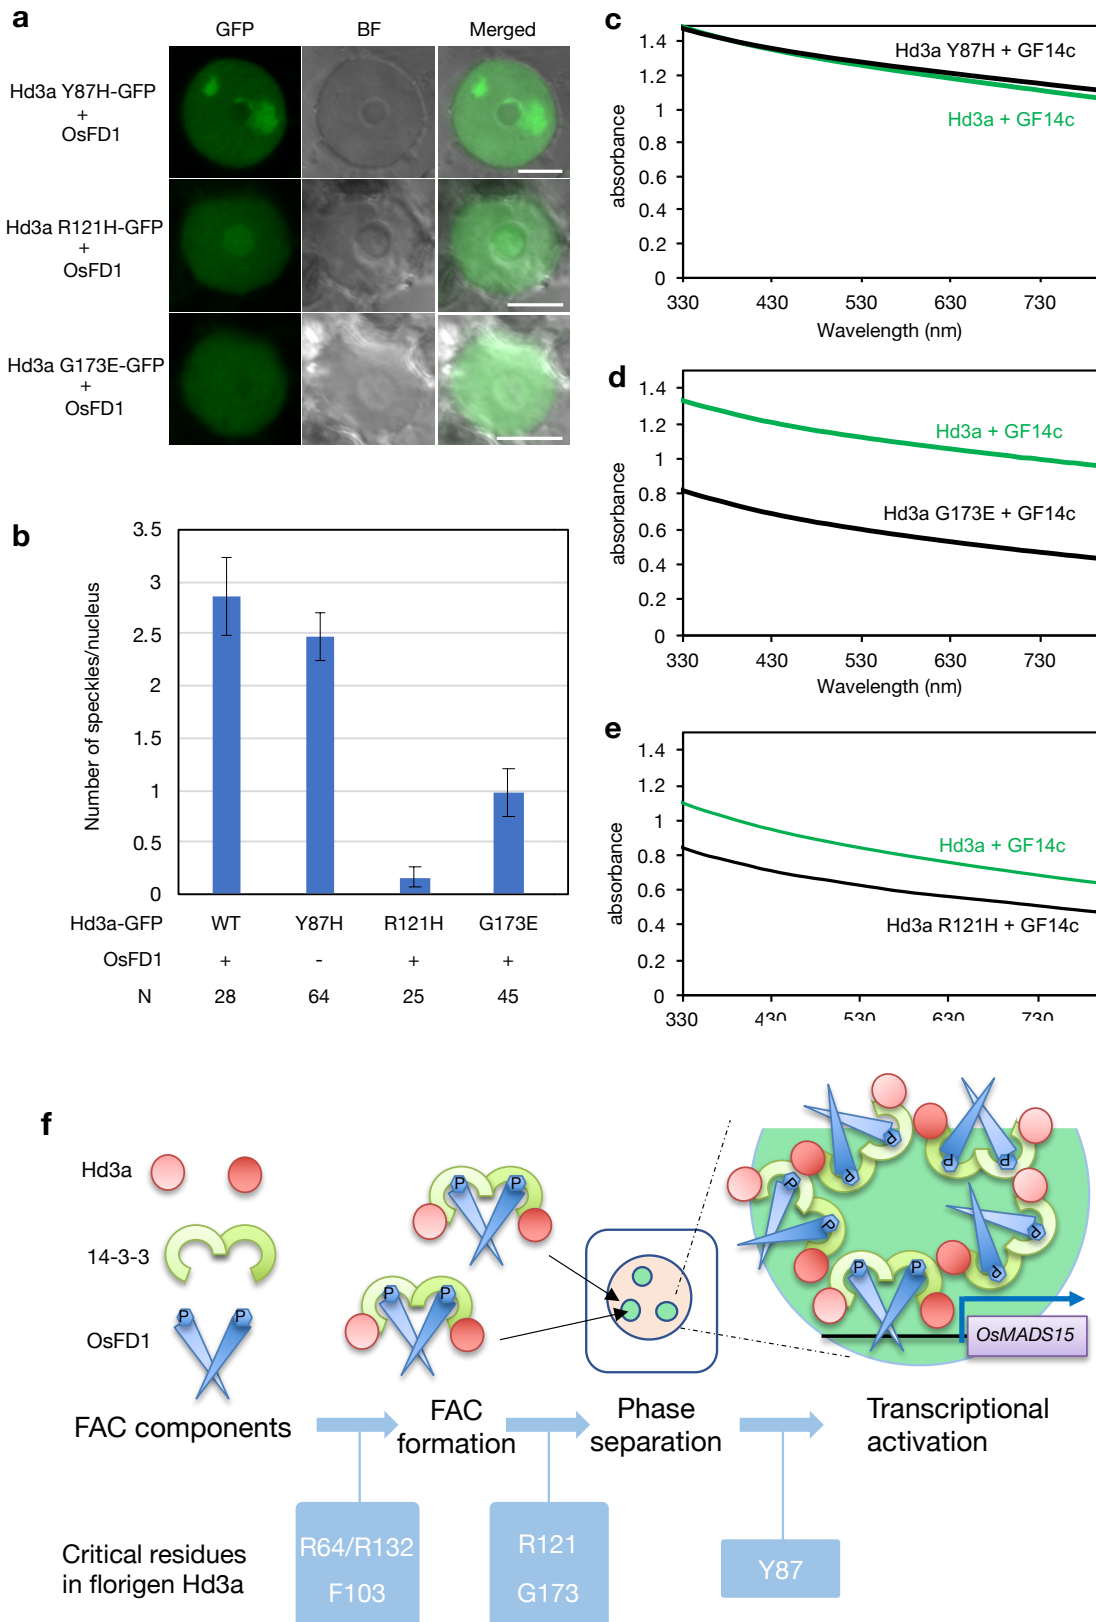 a
GFP
BF
Merged
Hd3a Y87H-GFP
+
OsFD1
Hd3a R121H-GFP
+
OsFD1
Hd3a G173E-GFP
+
OsFD1
b
Number of speckles/nucleus
3.5
3
2.5
2
1.5
1
0.5
0
Hd3a-GFP WT Y87H R121H G173E
OsFD1 + - + +
N 28 64 25 45
c
absorbance
1.4
1.2
1
0.8
0.6
0.4
0.2
0
Hd3a Y87H + GF14c
Hd3a + GF14c
330 430 530 630 730
Wavelength (nm)
d
absorbance
1.4
1.2
1
0.8
0.6
0.4
0.2
0
Hd3a + GF14c
Hd3a G173E + GF14c
330 430 530 630 730
Wavelength (nm)
e
absorbance
1.4
1.2
1
0.8
0.6
0.4
0.2
0
Hd3a + GF14c
Hd3a R121H + GF14c
330 430 530 630 730
f
Hd3a
14-3-3
OsFD1
P P
P P
P P
P P
P P
P P
P P
P P
OsMADS15
FAC components
FAC
formation
Phase
separation
Transcriptional
activation
Critical residues
in florigen Hd3a
R64/R132
F103
R121
G173
Y87